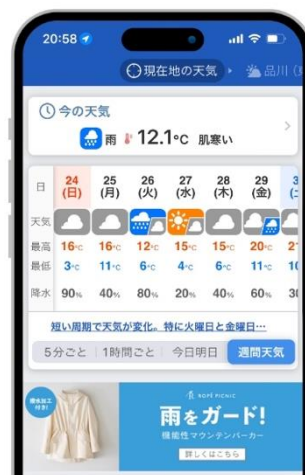 20:58
現在地の天気
品川
今の天気
雨 12.1℃ 肌寒い
日 24 25 26 27 28 29
(日) (月) (火) (水) (木) (金)
天気
最高 16℃ 16℃ 12℃ 15℃ 15℃ 20℃
最低 3℃ 11℃ 6℃ 4℃ 6℃ 11℃
降水 90% 40% 80% 20% 40% 60%
短い周期で天気が変化。特に火曜日と金曜日…
5分ごと 1時間ごと 今日明日 週間天気
撥水加工
付き!
ROPÉ PICNIC
雨をガード!
機能性マウンテンパーカー
詳しくはこちら